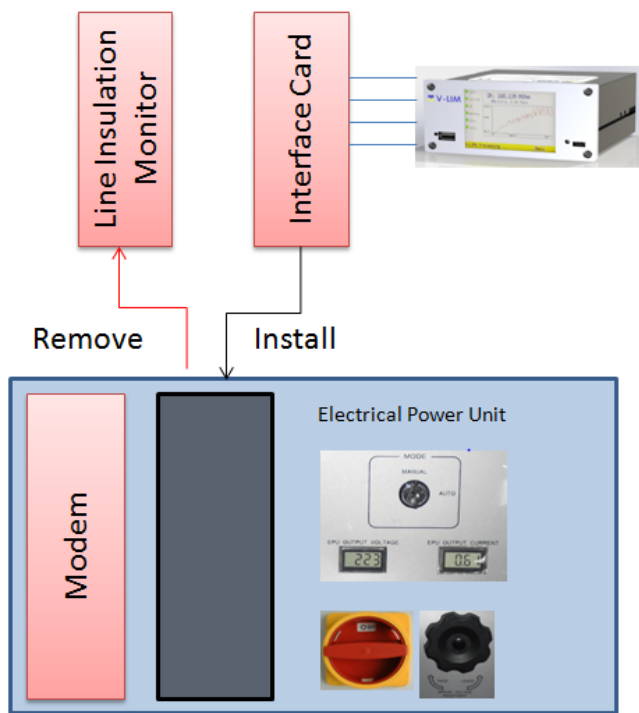 Line Insulation
Monitor
Interface Card
V-LIM
Remove
Install
Modem
Electrical Power Unit
MODE
MANUAL
AUTO
EPU OUTPUT VOLTAGE
EPU OUTPUT CURRENT
223
0.61